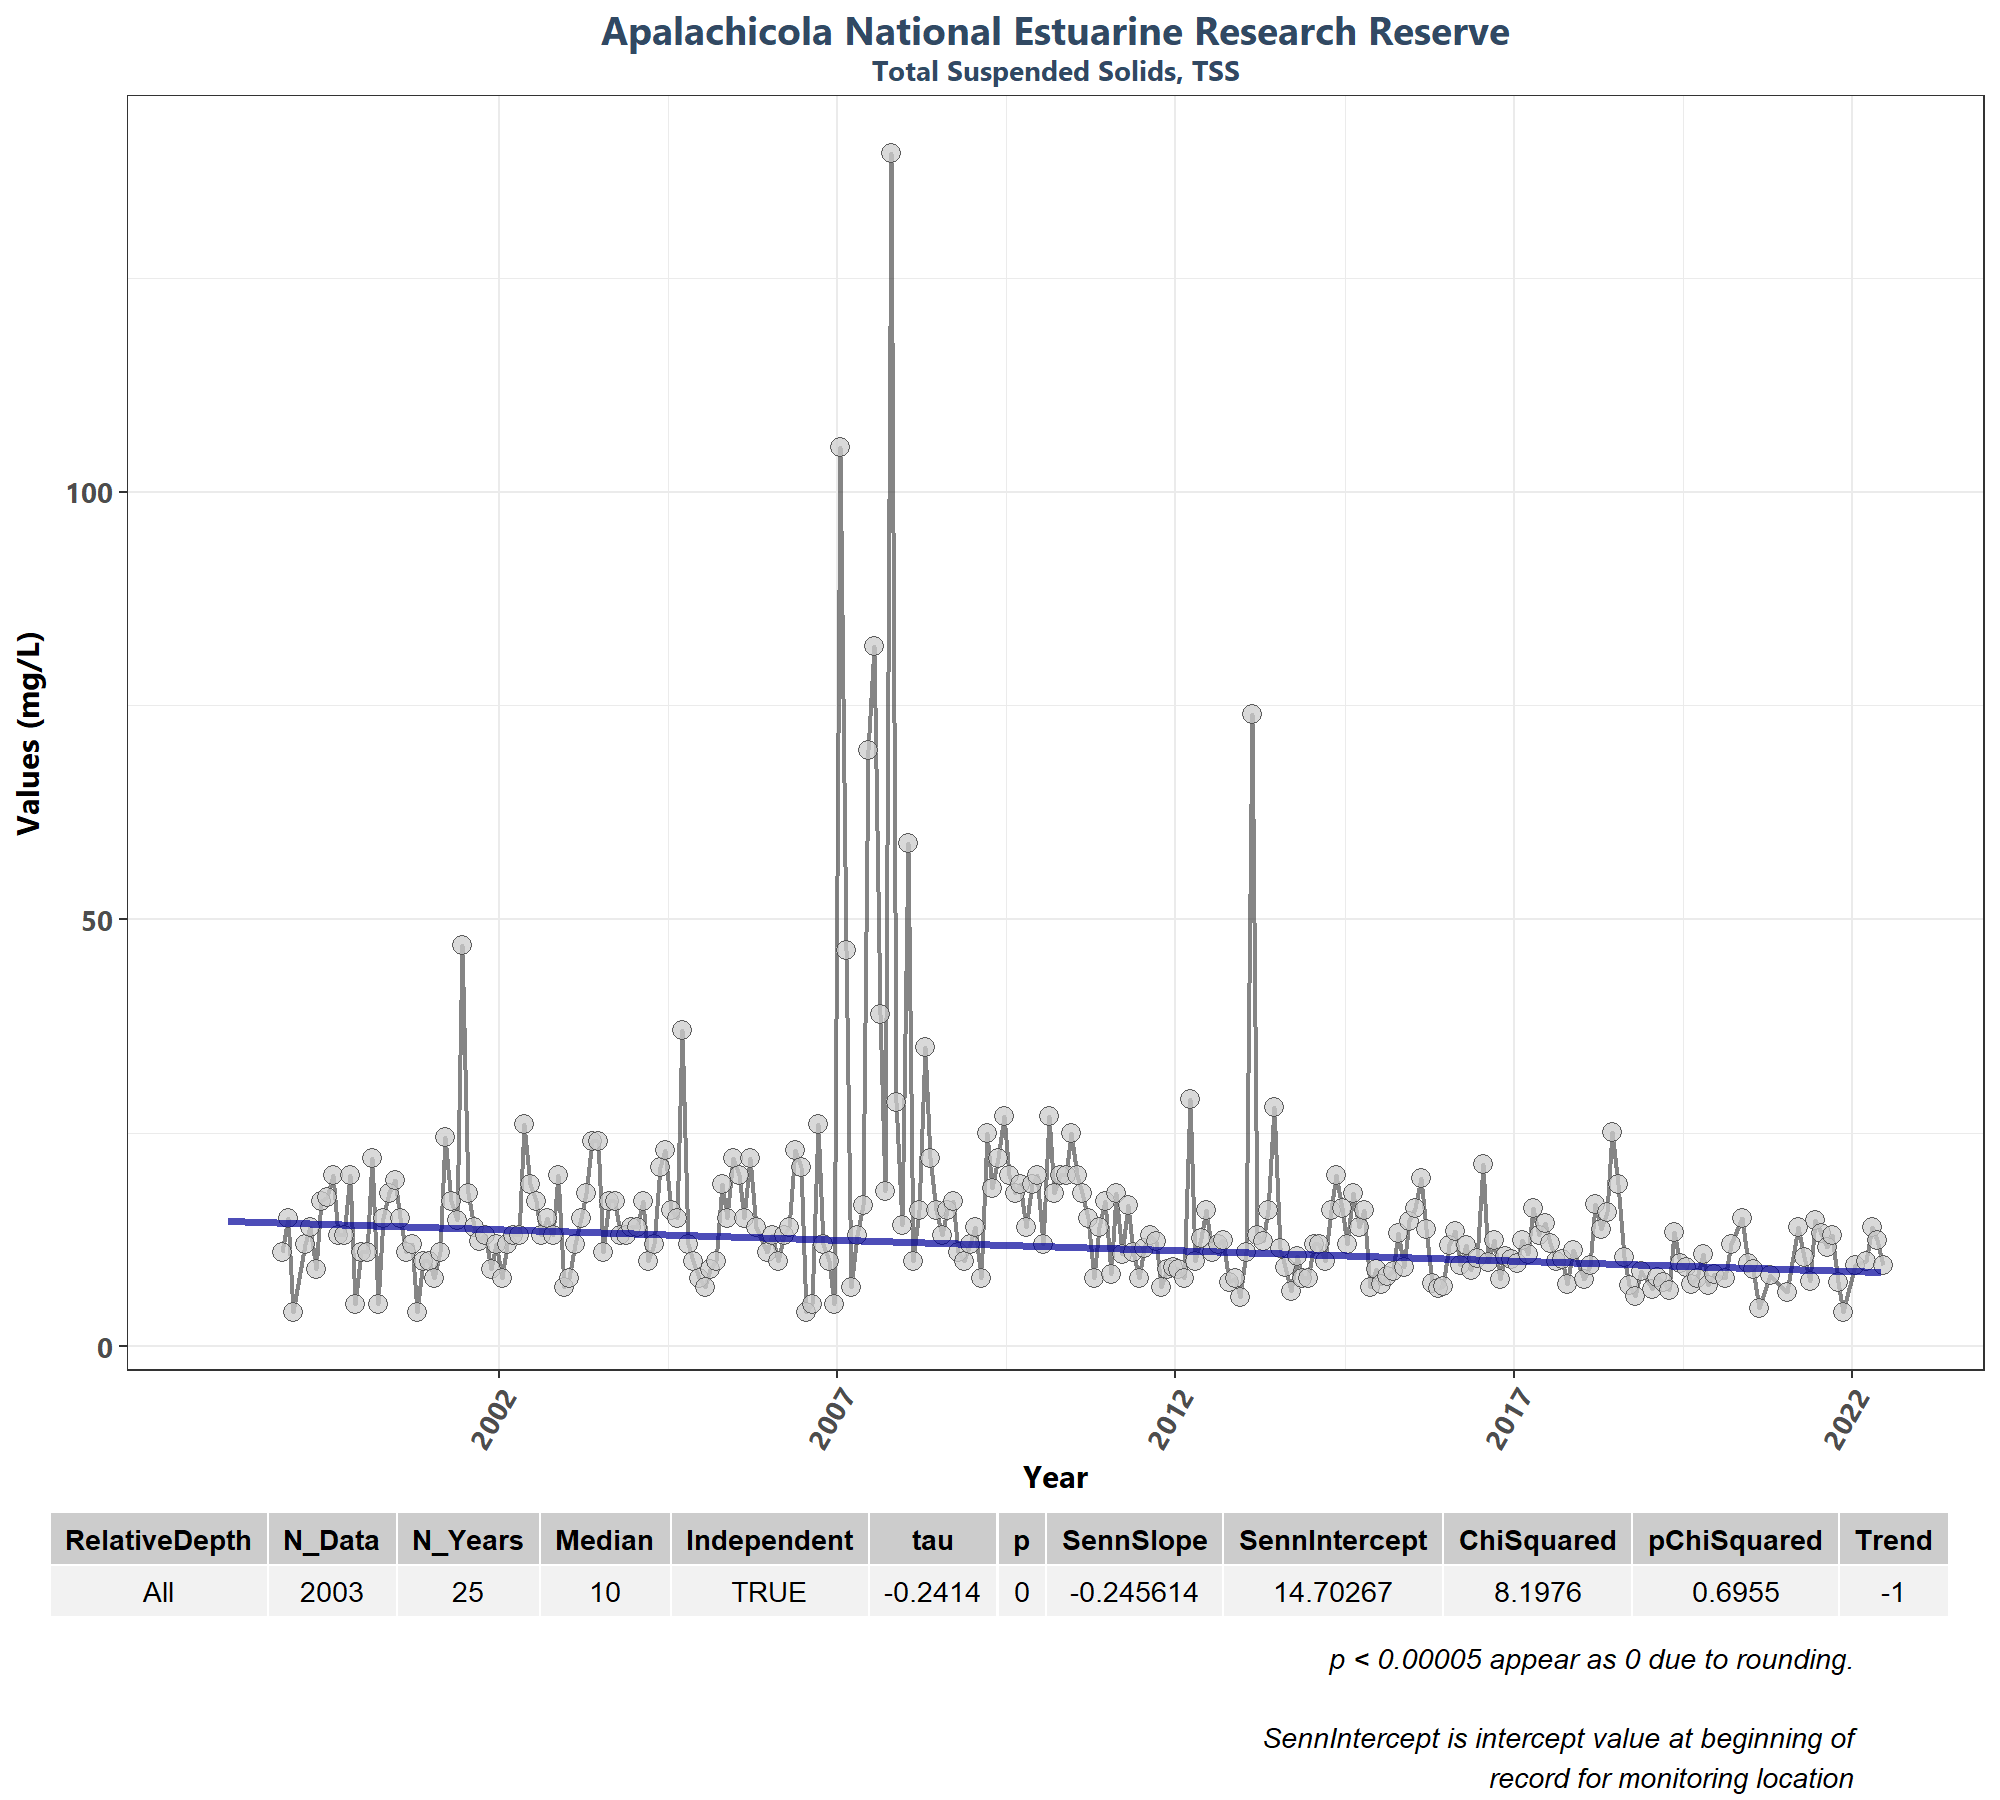 Apalachicola National Estuarine Research Reserve
Total Suspended Solids, TSS
Values (mg/L)
100
50
0
2002
2007
2012
2017
2022
Year
RelativeDepth N_Data N_Years Median Independent tau p SennSlope SennIntercept ChiSquared pChiSquared Trend
All 2003 25 10 TRUE -0.2414 0 -0.245614 14.70267 8.1976 0.6955 -1
p < 0.00005 appear as 0 due to rounding.
SennIntercept is intercept value at beginning of
record for monitoring location